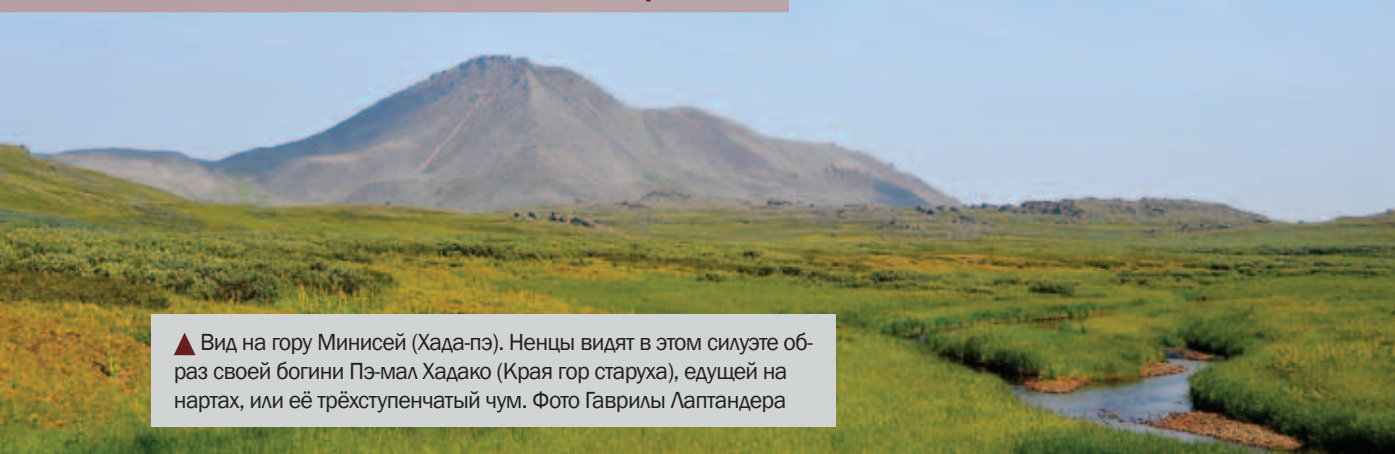 Вид на гору Минисей (Хада-пэ). Ненцы видят в этом силуэте об-
раз своей богини Пэ-мал Хадако (Края гор старуха), едущей на
нартах, или её трёхступенчатый чум. Фото Гаврилы Лаптандера